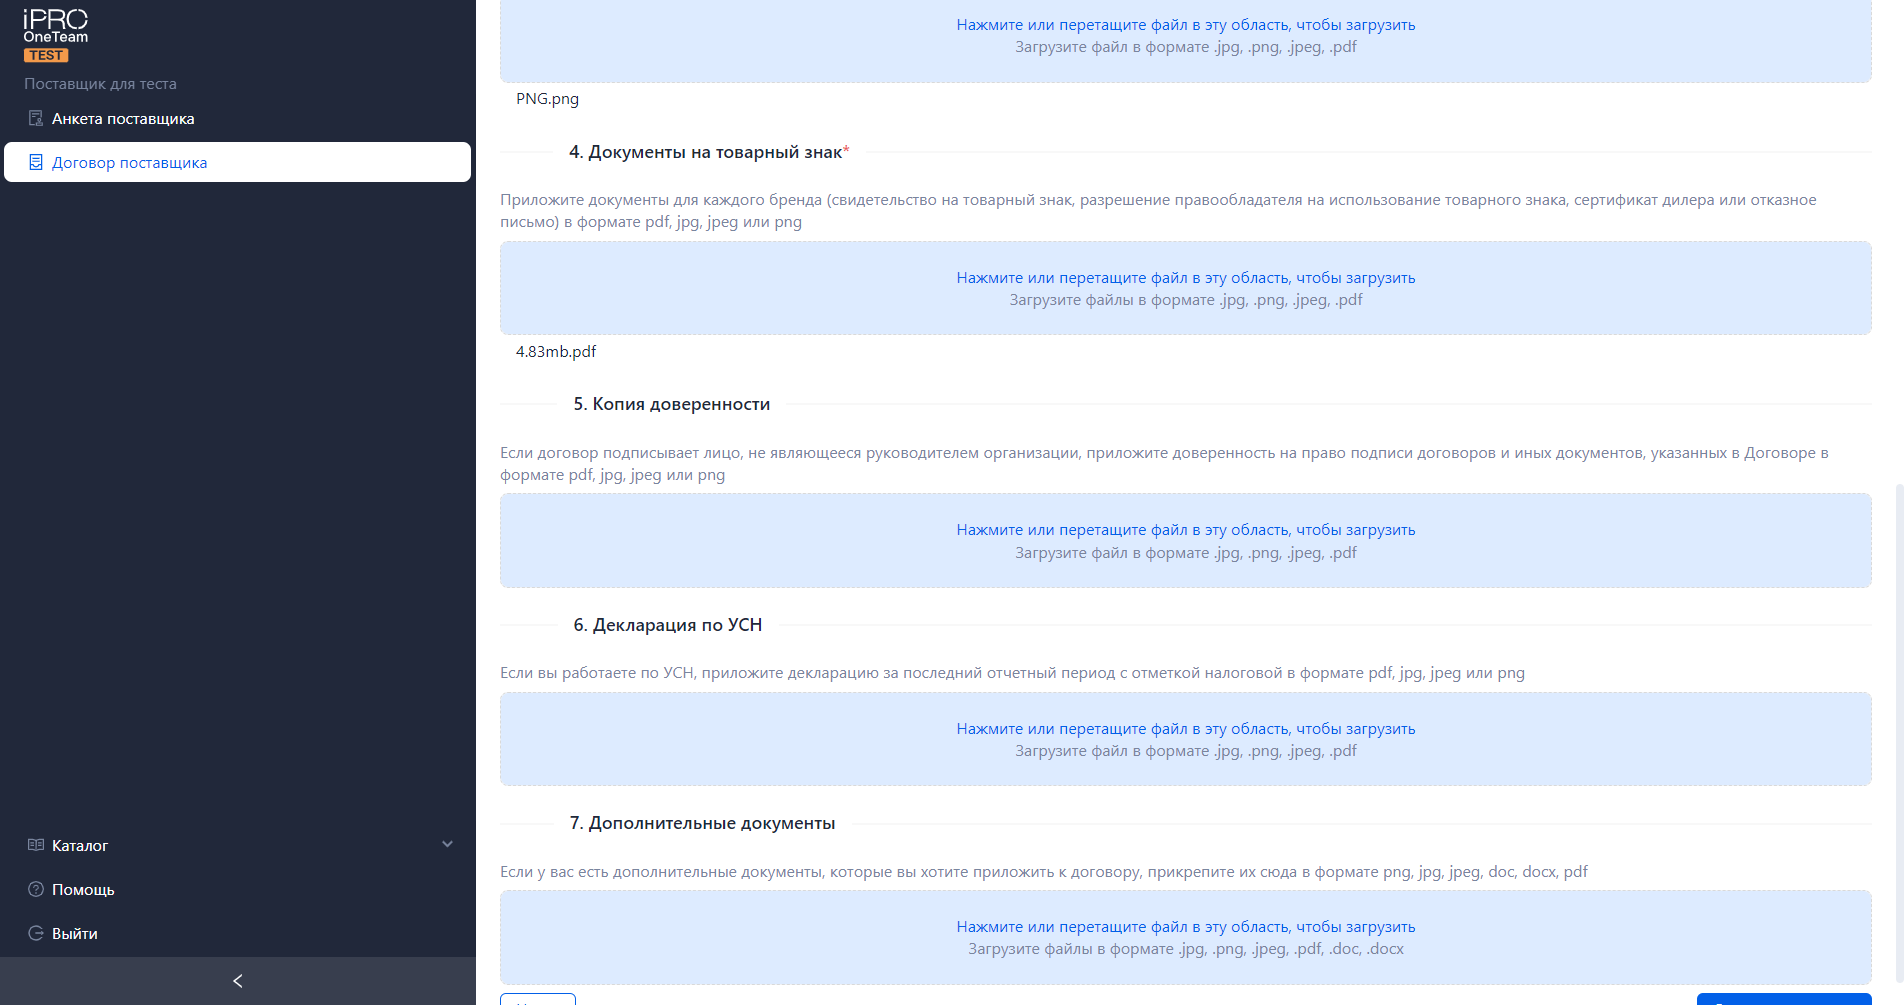 iPRO
OneTeam
TEST
Поставщик для теста
Анкета поставщика
Договор поставщика
Каталог
Помощь
Выйти
Нажмите или перетащите файл в эту область, чтобы загрузить
Загрузите файл в формате .jpg, .png, .jpeg, .pdf
PNG.png
4. Документы на товарный знак*
Приложите документы для каждого бренда (свидетельство на товарный знак, разрешение правообладателя на использование товарного знака, сертификат дилера или отказное
письмо) в формате pdf, jpg, jpeg или png
Нажмите или перетащите файл в эту область, чтобы загрузить
Загрузите файлы в формате .jpg, .png, .jpeg, .pdf
4.83mb.pdf
5. Копия доверенности
Если договор подписывает лицо, не являющееся руководителем организации, приложите доверенность на право подписи договоров и иных документов, указанных в Договоре в
формате pdf, jpg, jpeg или png
Нажмите или перетащите файл в эту область, чтобы загрузить
Загрузите файл в формате .jpg, .png, .jpeg, .pdf
6. Декларация по УСН
Если вы работаете по УСН, приложите декларацию за последний отчетный период с отметкой налоговой в формате pdf, jpg, jpeg или png
Нажмите или перетащите файл в эту область, чтобы загрузить
Загрузите файл в формате .jpg, .png, .jpeg, .pdf
7. Дополнительные документы
Если у вас есть дополнительные документы, которые вы хотите приложить к договору, прикрепите их сюда в формате png, jpg, jpeg, doc, docx, pdf
Нажмите или перетащите файл в эту область, чтобы загрузить
Загрузите файлы в формате .jpg, .png, .jpeg, .pdf, .doc, .docx